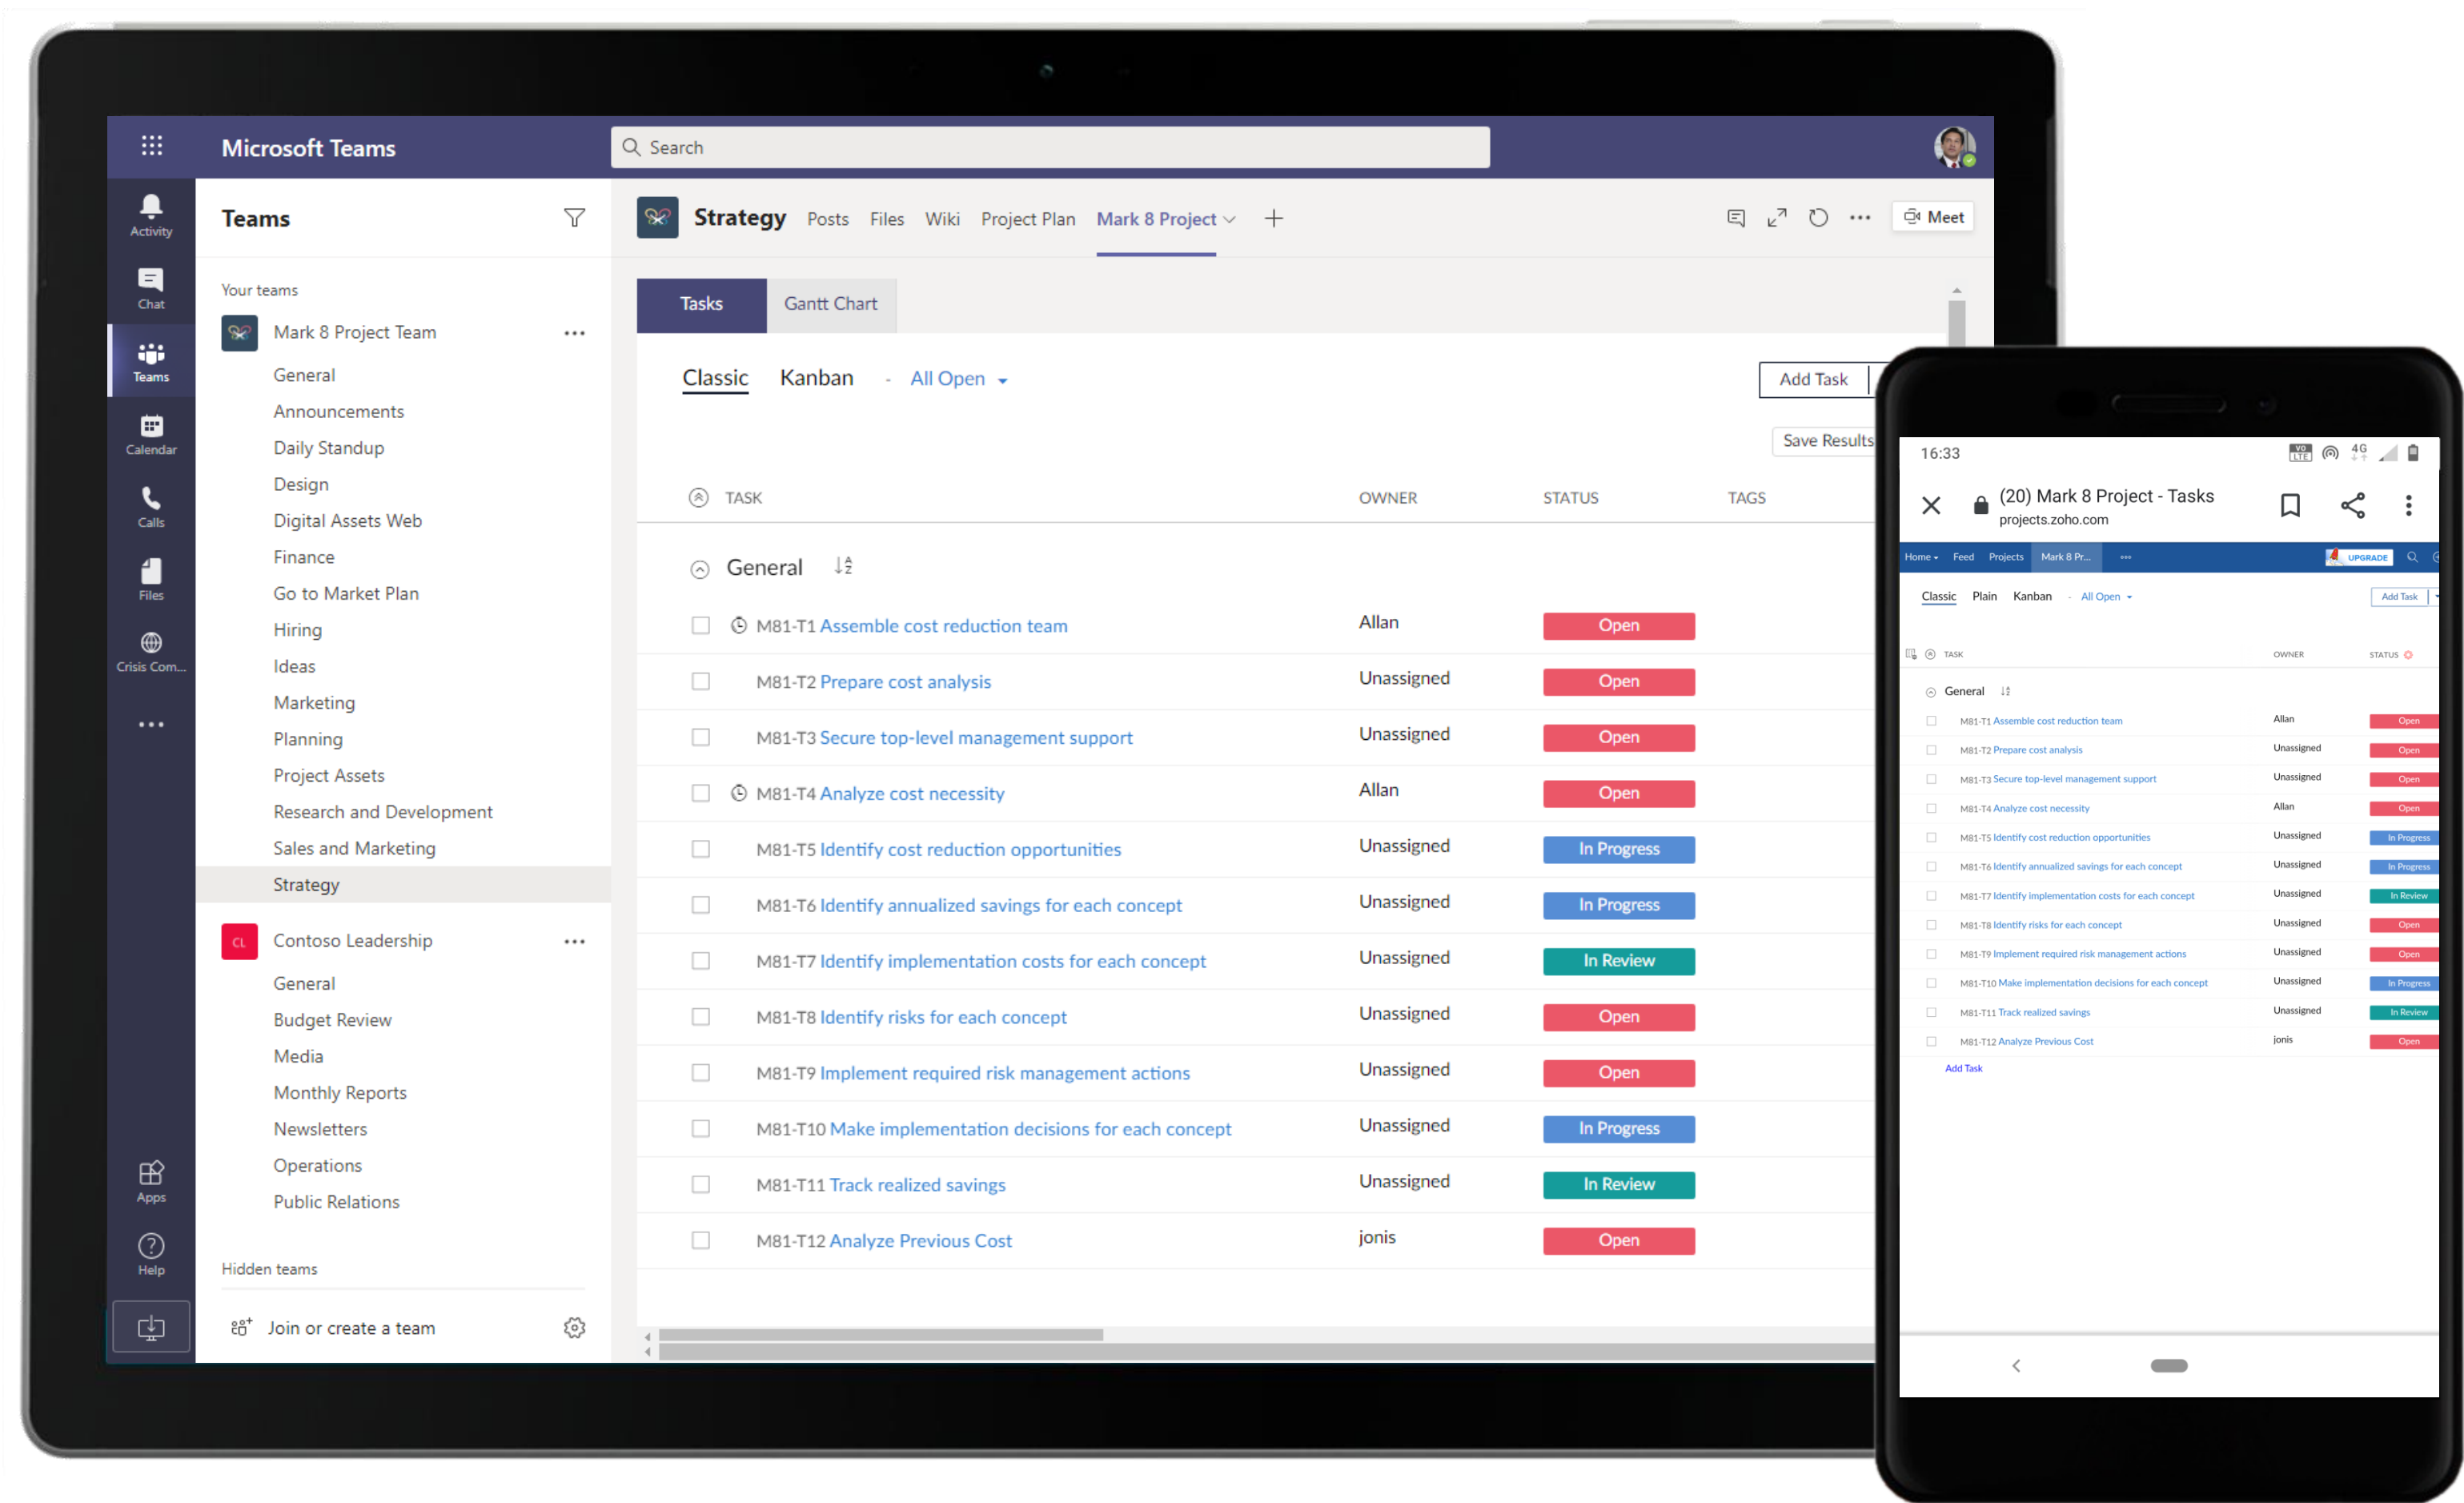 Microsoft Teams
Search
Activity
Chat
Teams
Calendar
Calls
Files
Crisis Com...
Apps
Help
Teams
Your teams
Mark 8 Project Team
General
Announcements
Daily Standup
Design
Digital Assets Web
Finance
Go to Market Plan
Hiring
Ideas
Marketing
Planning
Project Assets
Research and Development
Sales and Marketing
Strategy
CL Contoso Leadership
General
Budget Review
Media
Monthly Reports
Newsletters
Operations
Public Relations
Hidden teams
Join or create a team
Strategy Posts Files Wiki Project Plan Mark 8 Project Meet
Tasks Gantt Chart
Classic Kanban - All Open Add Task
Save Results
TASK OWNER STATUS TAGS
General
M81-T1 Assemble cost reduction team Allan Open
M81-T2 Prepare cost analysis Unassigned Open
M81-T3 Secure top-level management support Unassigned Open
M81-T4 Analyze cost necessity Allan Open
M81-T5 Identify cost reduction opportunities Unassigned In Progress
M81-T6 Identify annualized savings for each concept Unassigned In Progress
M81-T7 Identify implementation costs for each concept Unassigned In Review
M81-T8 Identify risks for each concept Unassigned Open
M81-T9 Implement required risk management actions Unassigned Open
M81-T10 Make implementation decisions for each concept Unassigned In Progress
M81-T11 Track realized savings Unassigned In Review
M81-T12 Analyze Previous Cost jonis Open
16:33 VO LTE 4G
(20) Mark 8 Project - Tasks
projects.zoho.com
Home Feed Projects Mark 8 Pr... UPGRADE
Classic Plain Kanban - All Open Add Task
TASK OWNER STATUS
General
M81-T1 Assemble cost reduction team Allan Open
M81-T2 Prepare cost analysis Unassigned Open
M81-T3 Secure top-level management support Unassigned Open
M81-T4 Analyze cost necessity Allan Open
M81-T5 Identify cost reduction opportunities Unassigned In Progress
M81-T6 Identify annualized savings for each concept Unassigned In Progress
M81-T7 Identify implementation costs for each concept Unassigned In Review
M81-T8 Identify risks for each concept Unassigned Open
M81-T9 Implement required risk management actions Unassigned Open
M81-T10 Make implementation decisions for each concept Unassigned In Progress
M81-T11 Track realized savings Unassigned In Review
M81-T12 Analyze Previous Cost jonis Open
Add Task